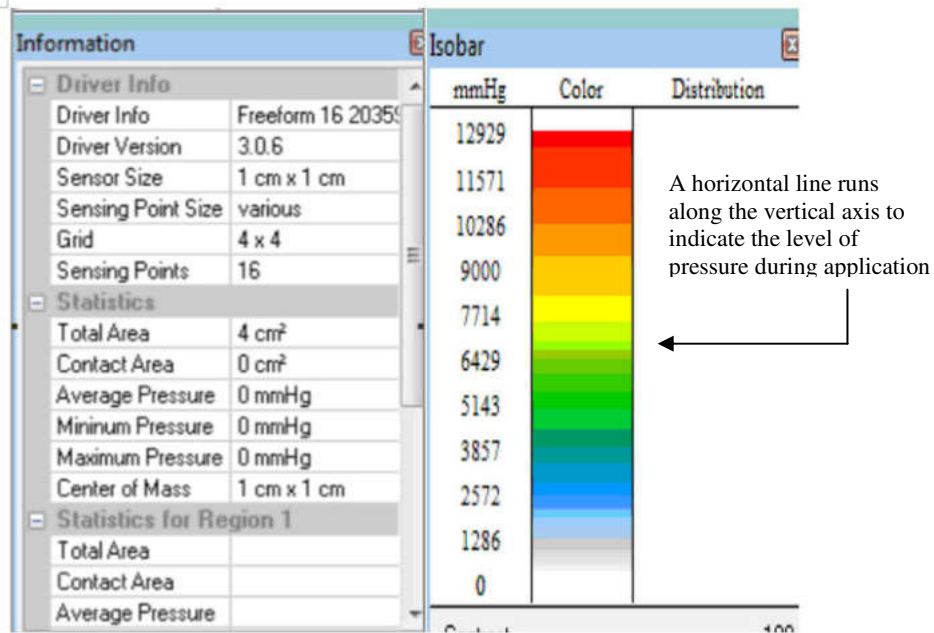 Information
Driver Info
Driver Info Freeform 16 2035
Driver Version 3.0.6
Sensor Size 1 cm x 1 cm
Sensing Point Size various
Grid 4 x 4
Sensing Points 16
Statistics
Total Area 4 cm²
Contact Area 0 cm²
Average Pressure 0 mmHg
Mininum Pressure 0 mmHg
Maximum Pressure 0 mmHg
Center of Mass 1 cm x 1 cm
Statistics for Region 1
Total Area
Contact Area
Average Pressure
Isobar
mmHg Color Distribution
12929
11571
10286
9000
7714
6429
5143
3857
2572
1286
0
A horizontal line runs
along the vertical axis to
indicate the level of
pressure during application